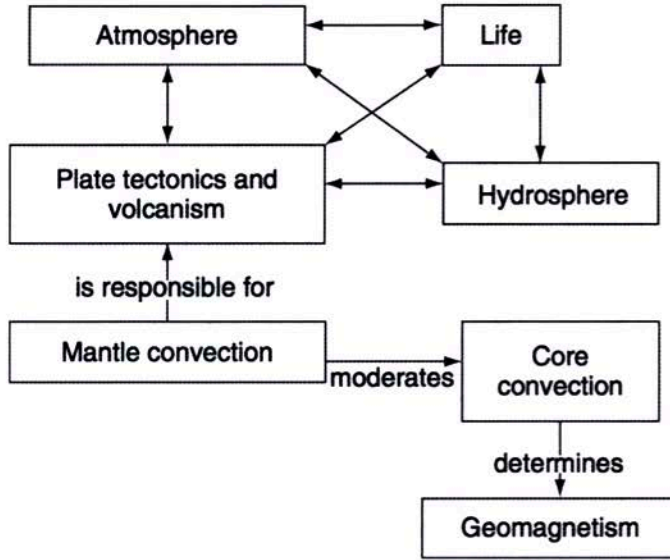 Atmosphere
Life
Plate tectonics and
volcanism
Hydrosphere
is responsible for
Mantle convection
moderates
Core
convection
determines
Geomagnetism